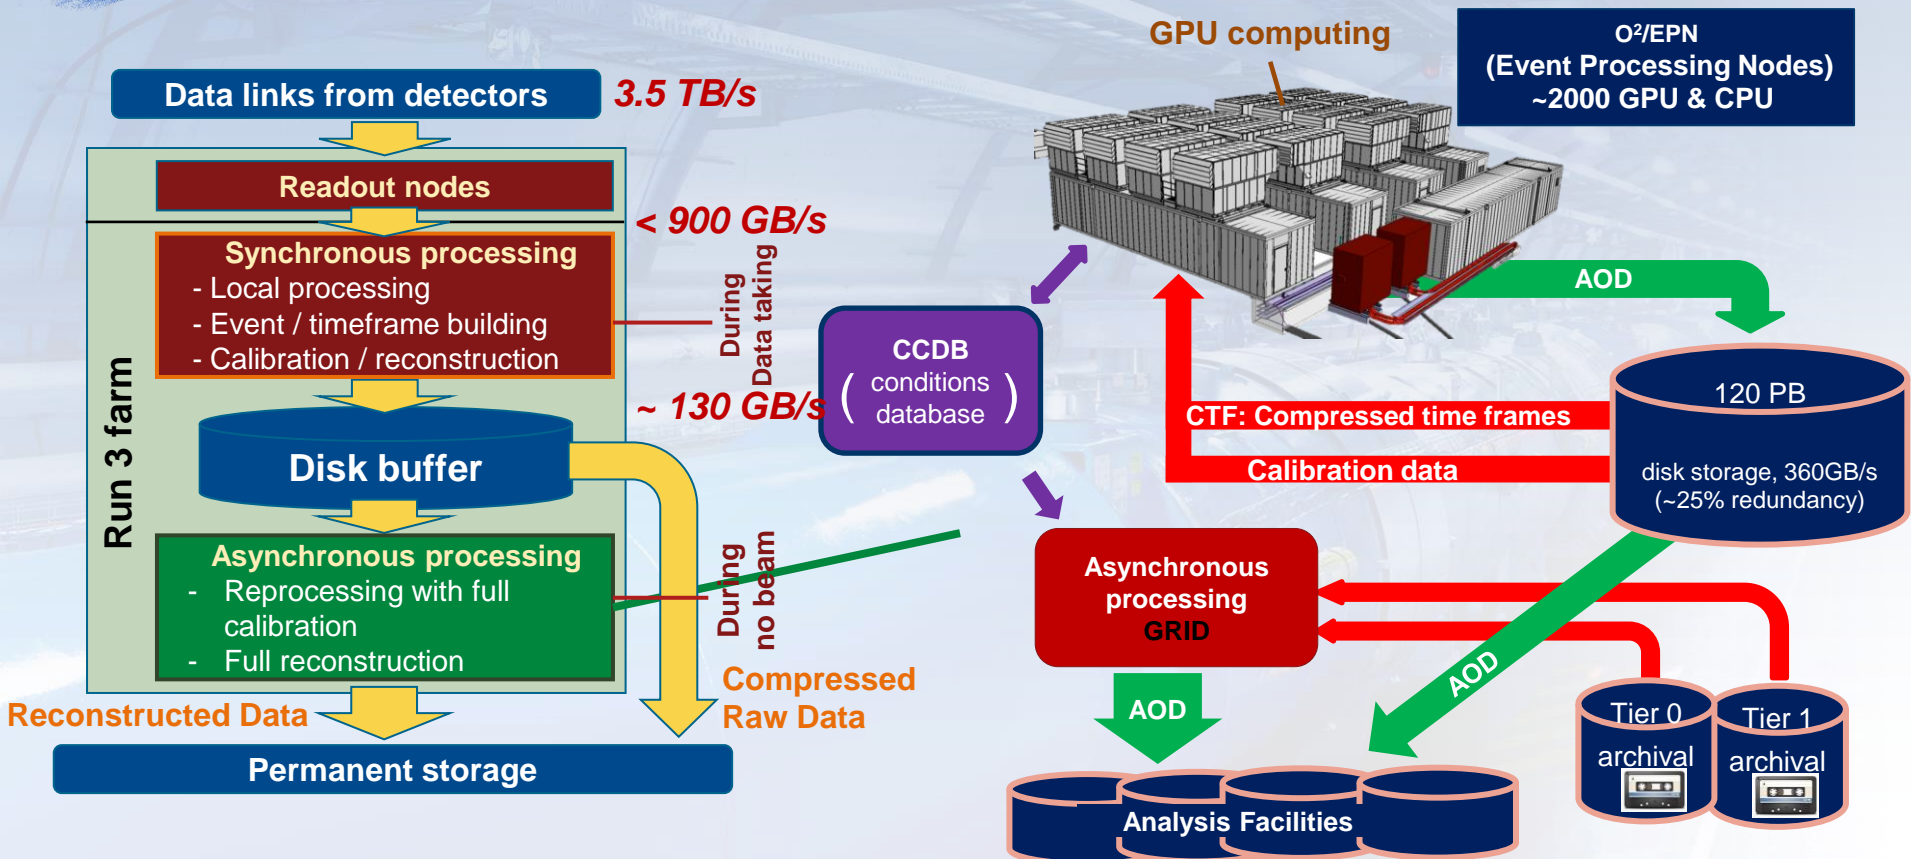 Data links from detectors
3.5 TB/s
Readout nodes
< 900 GB/s
Synchronous processing
- Local processing
- Event / timeframe building
- Calibration / reconstruction
During
Data taking
~ 130 GB/s
Run 3 farm
Disk buffer
Asynchronous processing
- Reprocessing with full
calibration
- Full reconstruction
During
no beam
Reconstructed Data
Compressed
Raw Data
Permanent storage
GPU computing
O²/EPN
(Event Processing Nodes)
~2000 GPU & CPU
AOD
CCDB
( conditions
database )
120 PB
disk storage, 360GB/s
(~25% redundancy)
CTF: Compressed time frames
Calibration data
Asynchronous
processing
GRID
AOD
AOD
Tier 0
archival
Tier 1
archival
Analysis Facilities